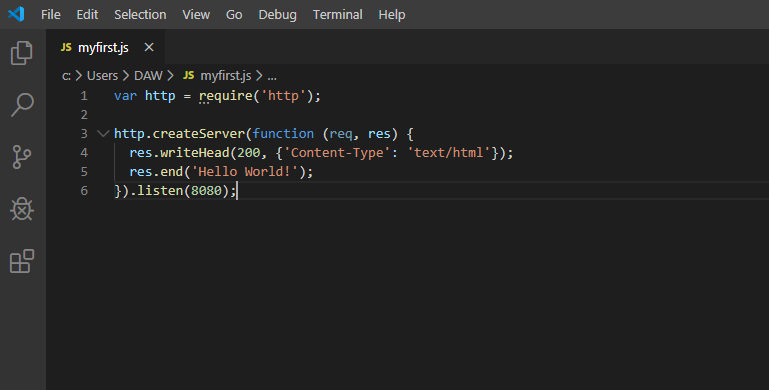 File Edit Selection View Go Debug Terminal Help
JS myfirst.js ×
c: > Users > DAW > JS myfirst.js > ...
1 var http = require('http');
2
3 http.createServer(function (req, res) {
4 res.writeHead(200, {'Content-Type': 'text/html'});
5 res.end('Hello World!');
6 }).listen(8080);